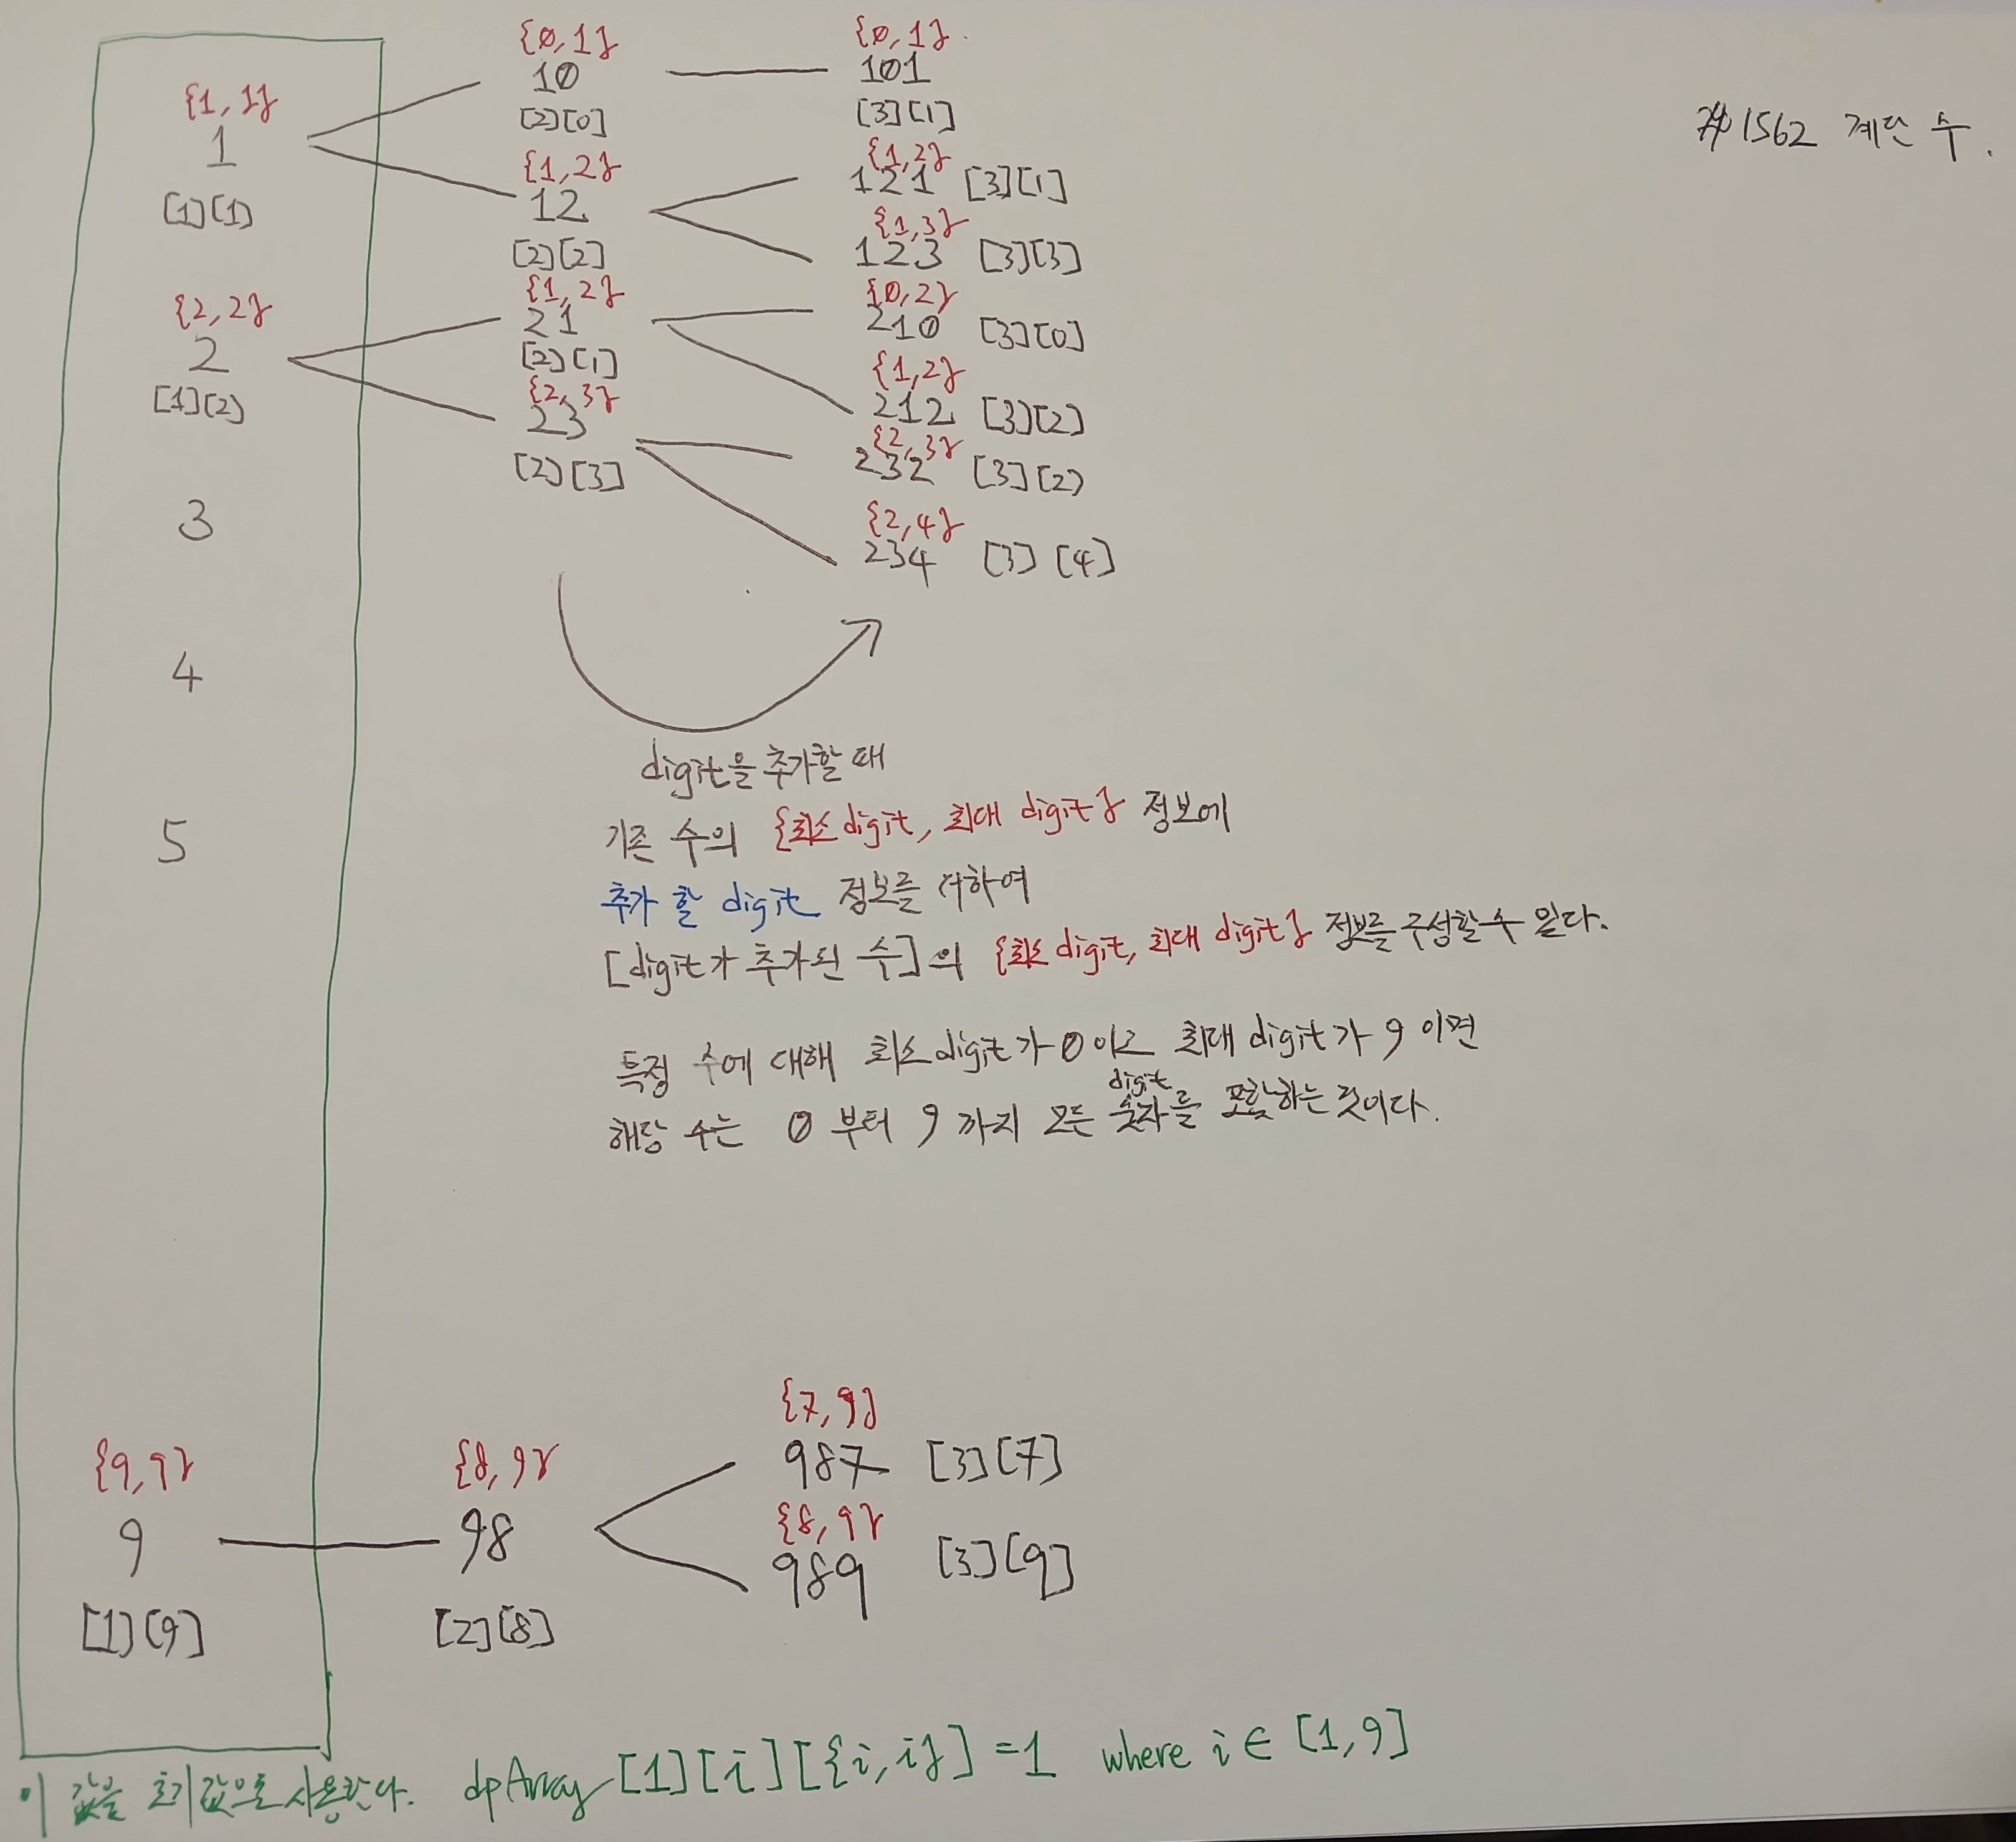 #1562 계단 수.
{0,1} {0,1}
{1,1} 10 101
1 [2][0] [3][1]
[1][1]
{1,2} {1,2}
12 121 [3][1]
[2][2] {1,3}
123 [3][3]
{2,2} {1,2} {0,2}
2 21 210 [3][0]
[1][2] [2][1] {1,2}
212 [3][2]
{2,3} {2,3}
23 232 [3][2]
[2][3] {2,4}
234 [3][4]
3
4
5
digit을 추가할 때
기존 수의 {최소 digit, 최대 digit} 정보에
추가 할 digit 정보를 더하여
[digit가 추가된 수]의 {최소 digit, 최대 digit} 정보를 구성할 수 있다.
특정 수에 대해 최소 digit가 0이고 최대 digit가 9 이면
digit
해당 수는 0 부터 9 까지 모든 숫자를 포함하는 것이다.
{7,9}
{9,9} {8,9} 987 [3][7]
{8,9}
9 98 989 [3][9]
[1][9] [2][8]
이 값을 초기값으로 사용한다. dpArray[1][i][{i,i}] = 1 where i ∈ [1,9]